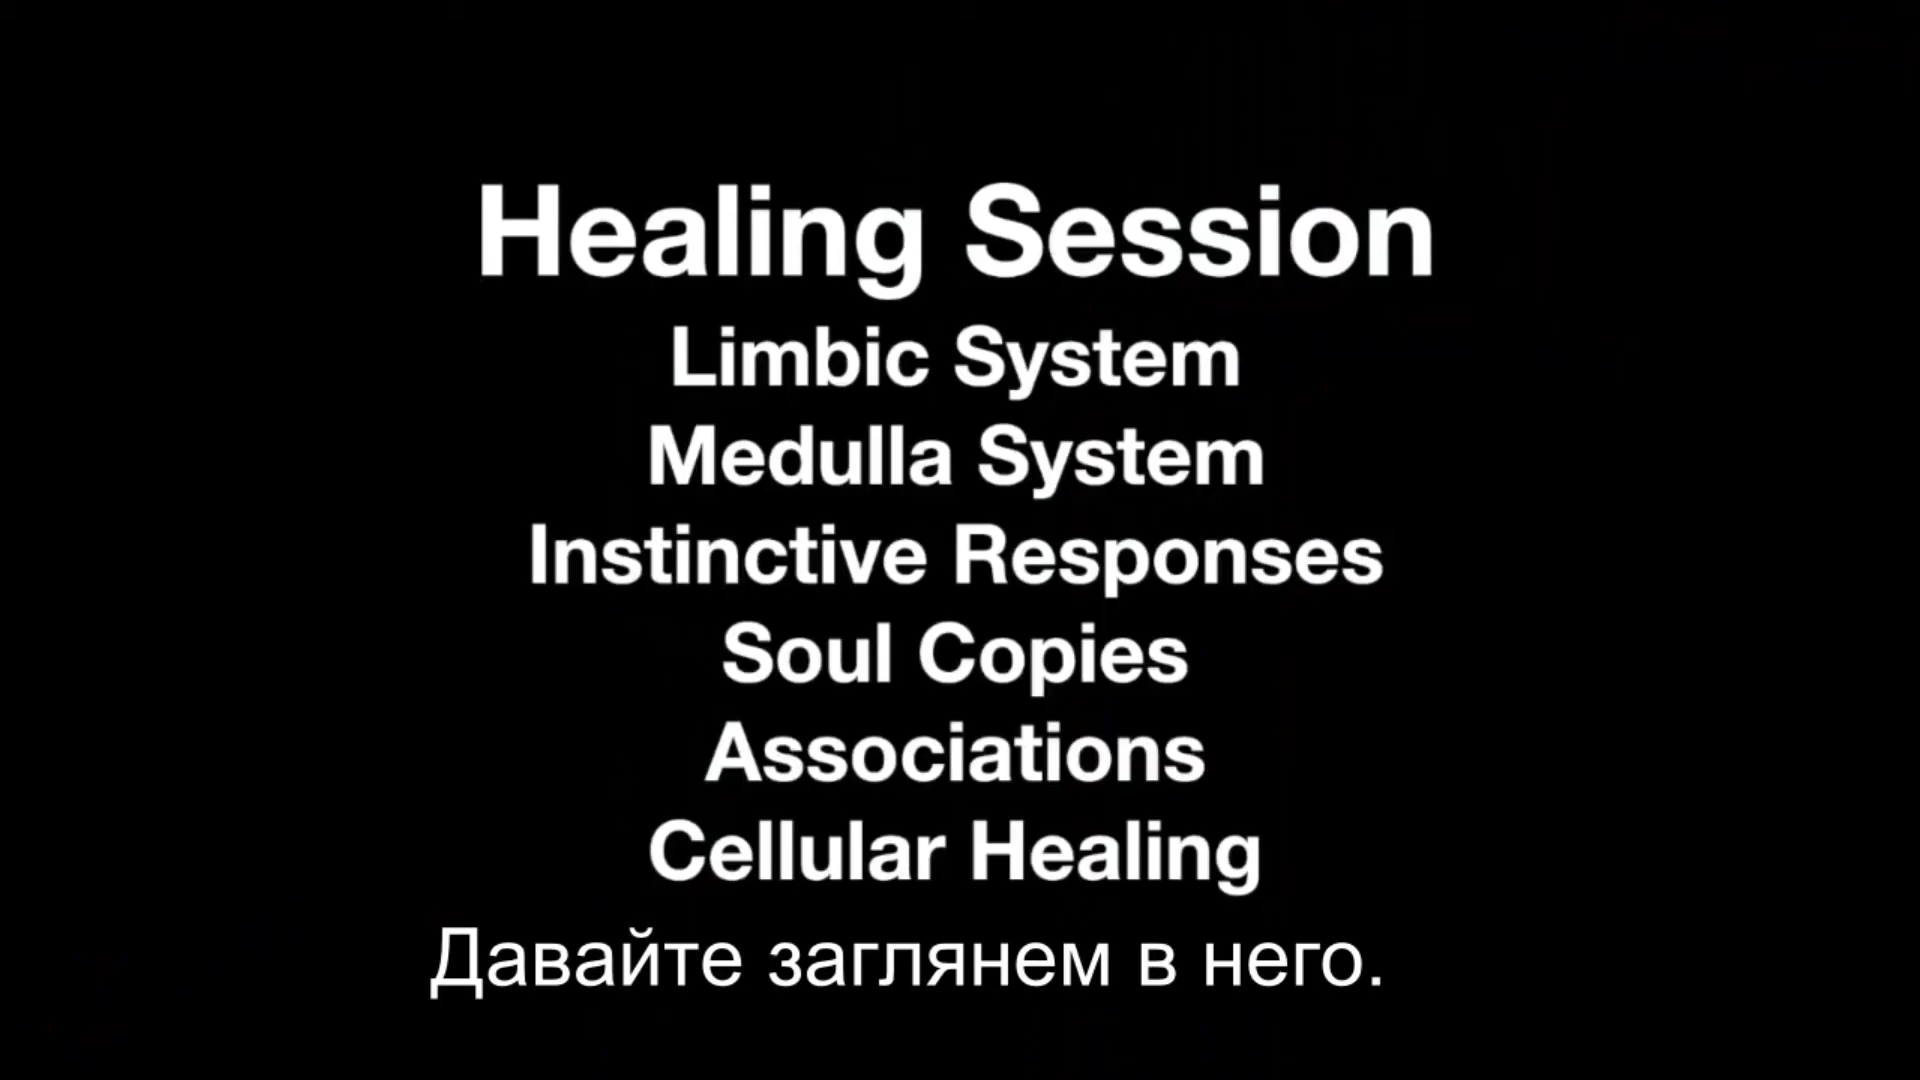 Healing Session
Limbic System
Medulla System
Instinctive Responses
Soul Copies
Associations
Cellular Healing
Давайте заглянем в него.